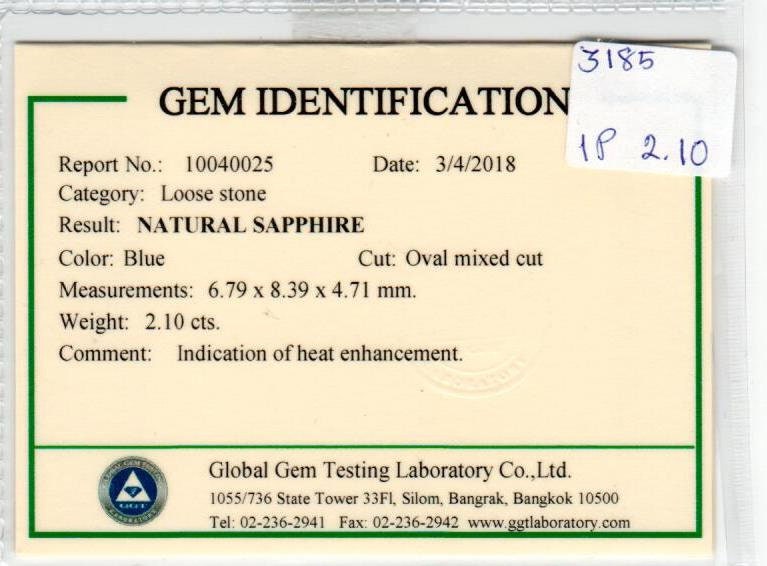 3185
1P 2.10
GEM IDENTIFICATION
Report No.: 10040025 Date: 3/4/2018
Category: Loose stone
Result: NATURAL SAPPHIRE
Color: Blue Cut: Oval mixed cut
Measurements: 6.79 x 8.39 x 4.71 mm.
Weight: 2.10 cts.
Comment: Indication of heat enhancement.
GGT
LABORATORY
Global Gem Testing Laboratory Co.,Ltd.
1055/736 State Tower 33Fl, Silom, Bangrak, Bangkok 10500
Tel: 02-236-2941 Fax: 02-236-2942 www.ggtlaboratory.com